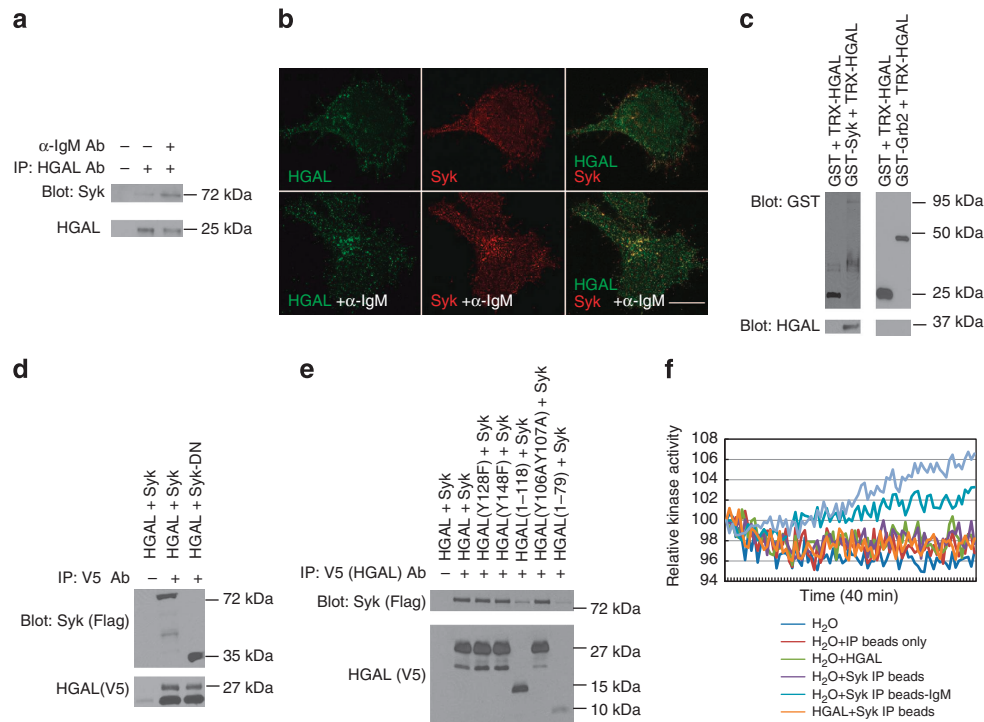 a
α-IgM Ab – – +
IP: HGAL Ab – + +
Blot: Syk
72 kDa
HGAL
25 kDa
b
HGAL
Syk
HGAL
Syk
HGAL +α-IgM
Syk +α-IgM
HGAL
Syk +α-IgM
c
GST + TRX-HGAL
GST-Syk + TRX-HGAL
GST + TRX-HGAL
GST-Grb2 + TRX-HGAL
Blot: GST
95 kDa
50 kDa
25 kDa
Blot: HGAL
37 kDa
d
HGAL + Syk
HGAL + Syk
HGAL + Syk-DN
IP: V5 Ab – + +
72 kDa
Blot: Syk (Flag)
35 kDa
HGAL(V5)
27 kDa
e
HGAL + Syk
HGAL + Syk
HGAL(Y128F) + Syk
HGAL(Y148F) + Syk
HGAL(1–118) + Syk
HGAL(Y106AY107A) + Syk
HGAL(1–79) + Syk
IP: V5 (HGAL) Ab – + + + + + +
Blot: Syk (Flag)
72 kDa
27 kDa
HGAL (V5)
15 kDa
10 kDa
f
Relative kinase activity
108
106
104
102
100
98
96
94
Time (40 min)
H₂O
H₂O+IP beads only
H₂O+HGAL
H₂O+Syk IP beads
H₂O+Syk IP beads-IgM
HGAL+Syk IP beads